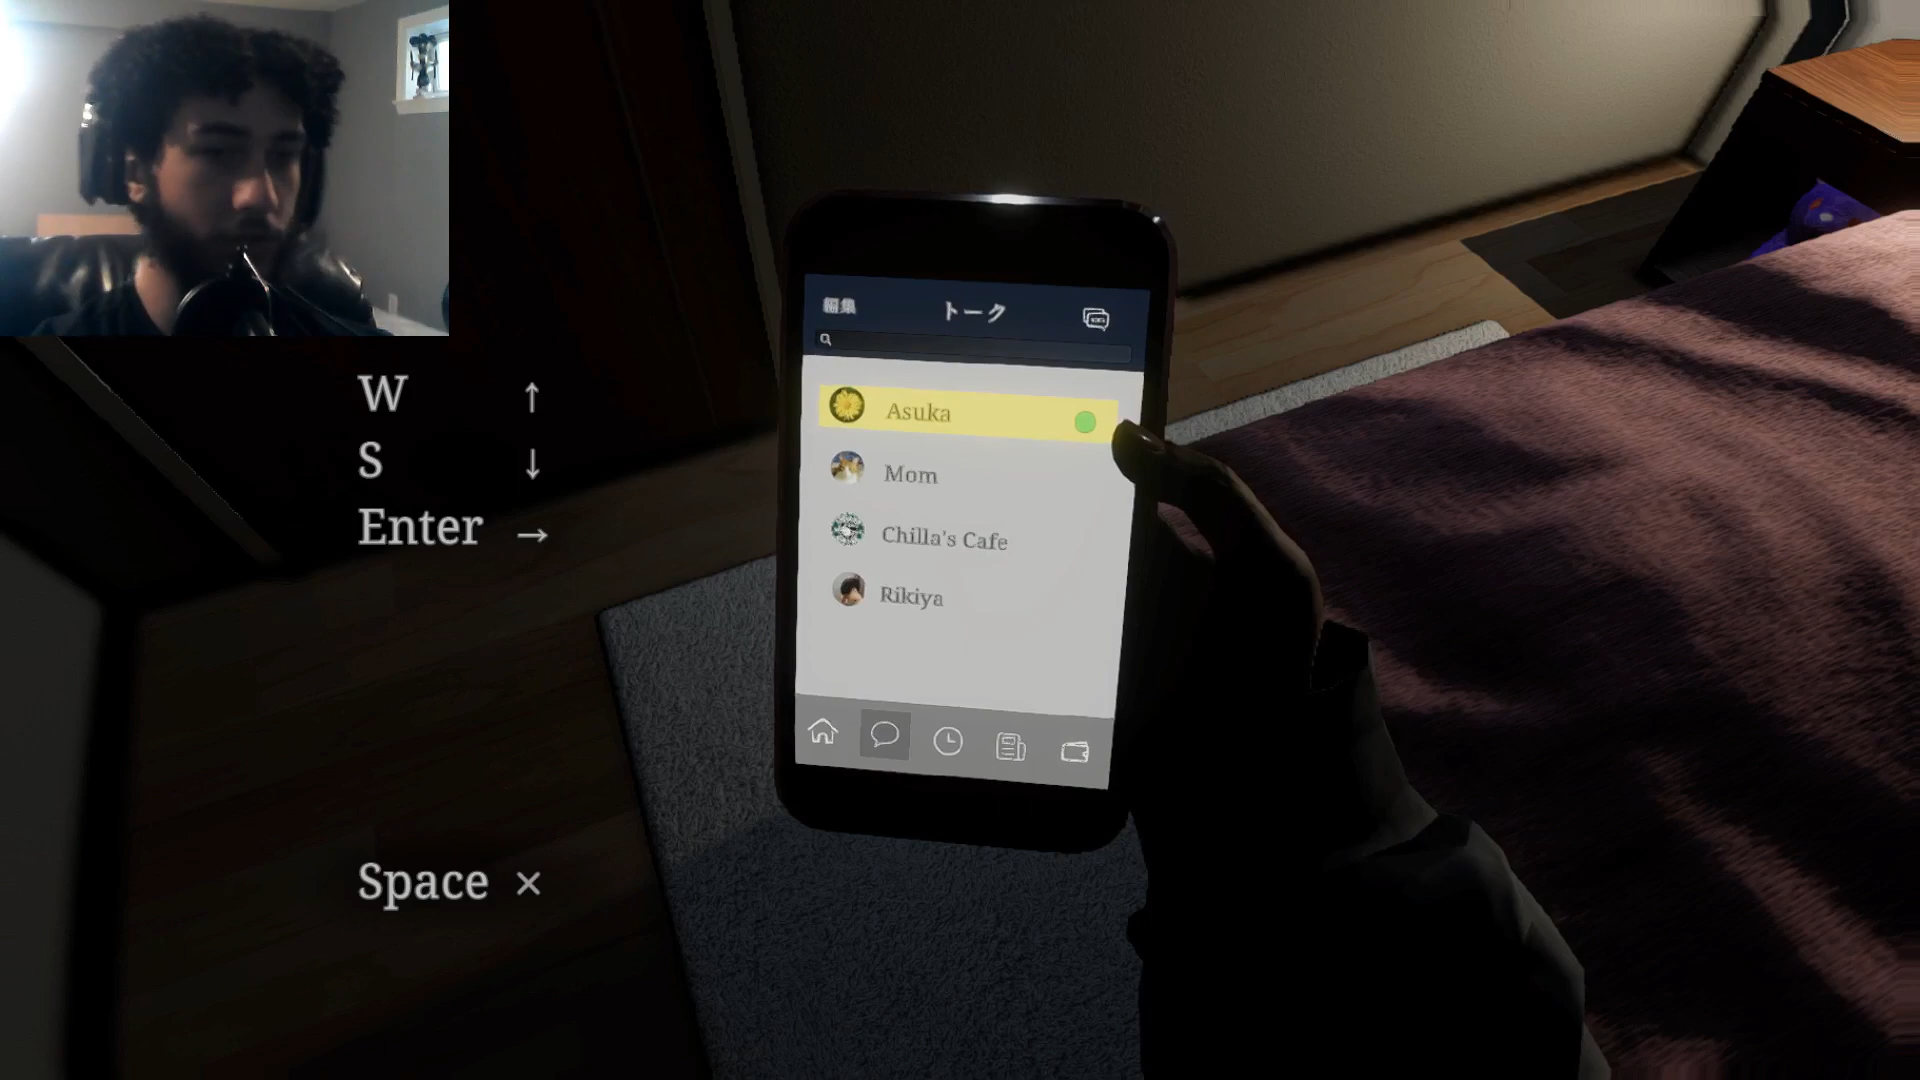 編集 トーク
Asuka
Mom
Chilla's Cafe
Rikiya
W ↑
S ↓
Enter →
Space ×